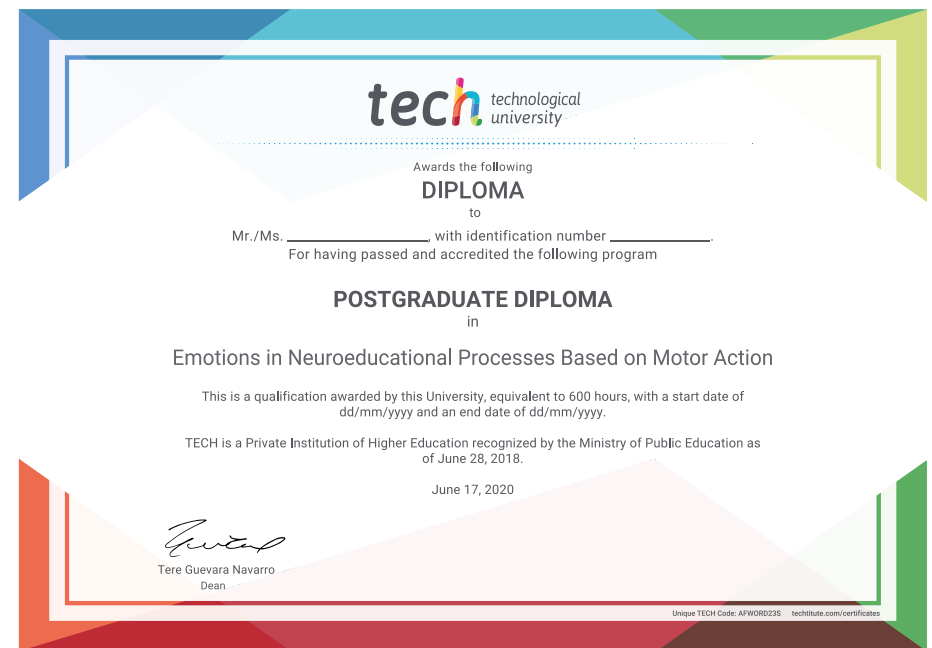 tech technological
university
Awards the following
DIPLOMA
to
Mr./Ms. ____________________, with identification number ______________.
For having passed and accredited the following program
POSTGRADUATE DIPLOMA
in
Emotions in Neuroeducational Processes Based on Motor Action
This is a qualification awarded by this University, equivalent to 600 hours, with a start date of
dd/mm/yyyy and an end date of dd/mm/yyyy.
TECH is a Private Institution of Higher Education recognized by the Ministry of Public Education as
of June 28, 2018.
June 17, 2020
Tere Guevara Navarro
Dean
Unique TECH Code: AFWORD23S techtitute.com/certificates